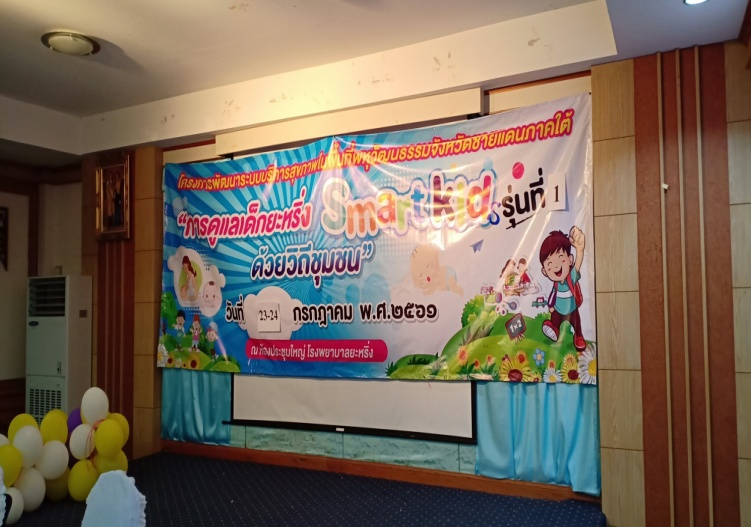 โครงการพัฒนาระบบบริการสุขภาพในพื้นที่พหุวัฒนธรรมจังหวัดชายแดนภาคใต้
“การดูแลเด็กยะหริ่ง Smart kids รุ่นที่ 1
ด้วยวิถีชุมชน”
วันที่ 23-24 กรกฎาคม พ.ศ.๒๕๖๑
ณ ห้องประชุมใหญ่ โรงพยาบาลยะหริ่ง